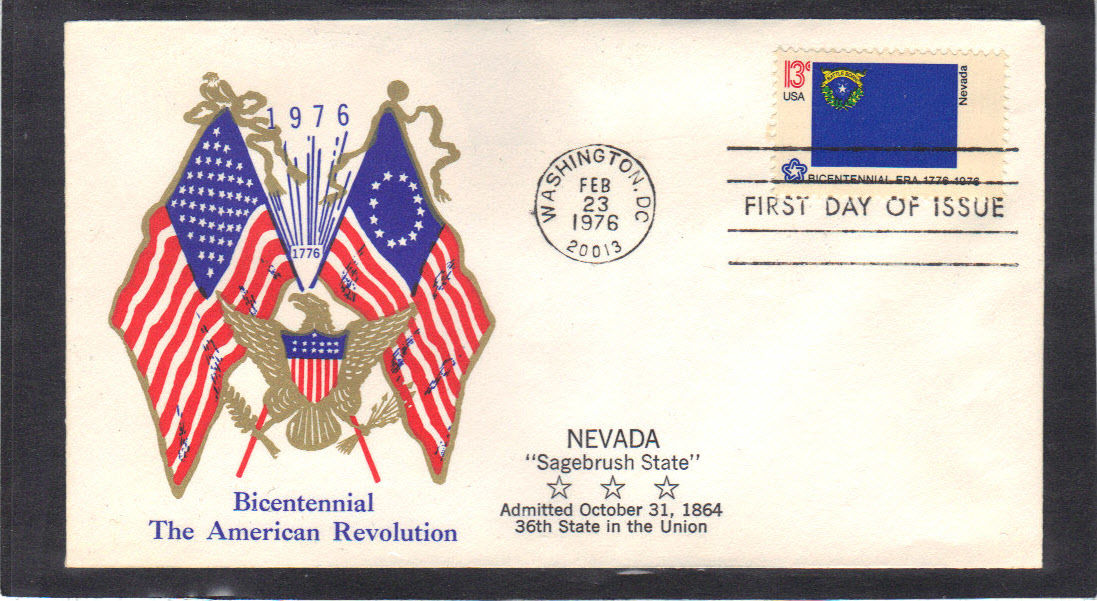 1976
1776
Bicentennial
The American Revolution
WASHINGTON, DC
FEB
23
1976
20013
13c
USA
BATTLE BORN
Nevada
BICENTENNIAL ERA 1776-1976
FIRST DAY OF ISSUE
NEVADA
"Sagebrush State"
Admitted October 31, 1864
36th State in the Union